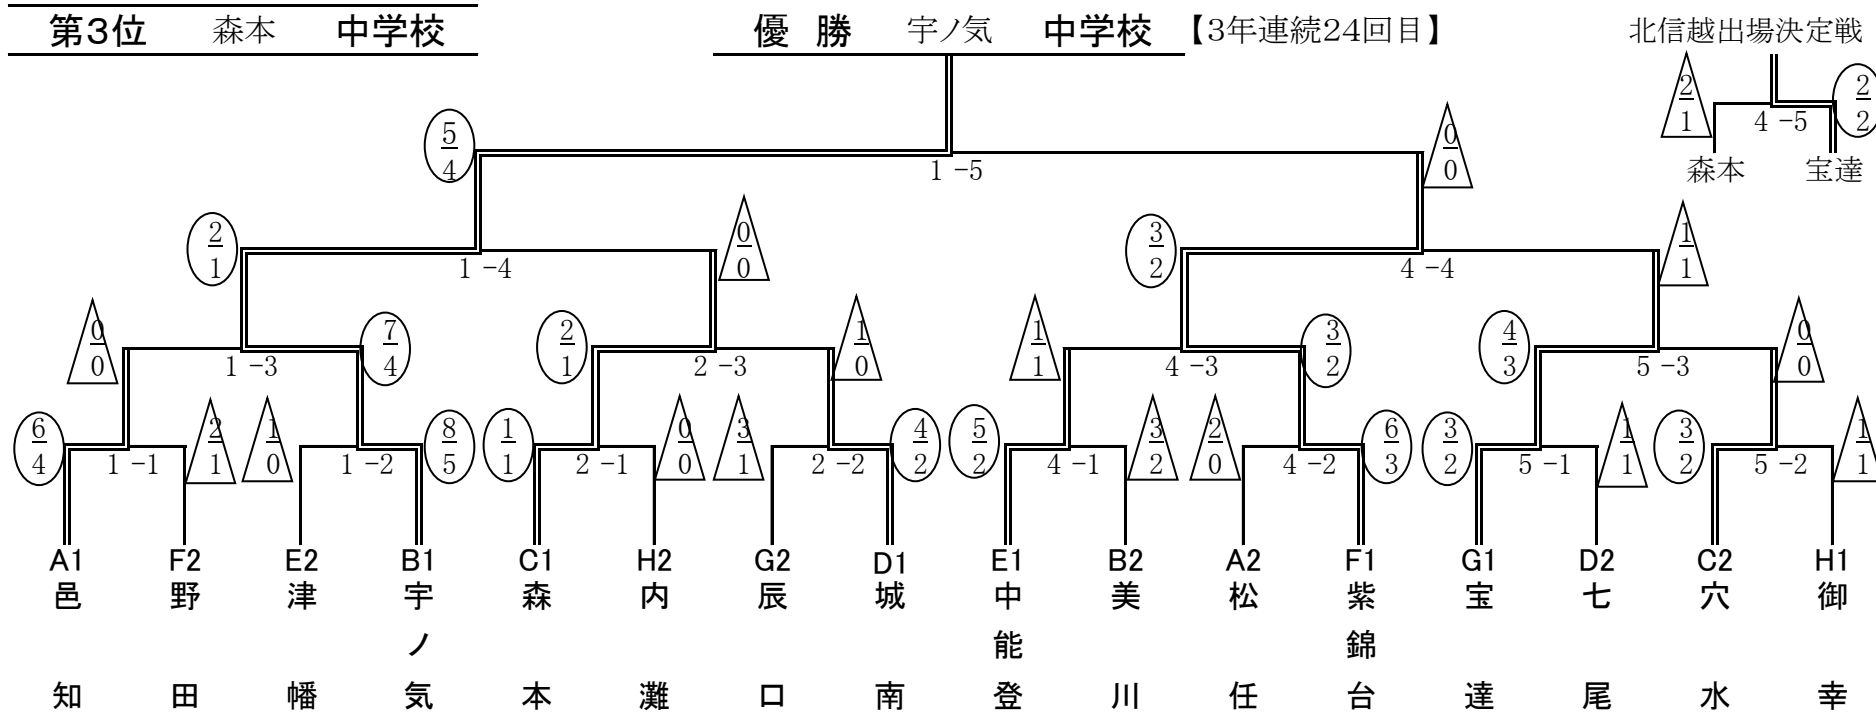 第3位 森本 中学校 優 勝 宇ノ気 中学校 【3年連続24回目】 北信越出場決定戦
2 2
1 4 -5 2
森本 宝達
5 0
4 1 -5 0
2 0 3 1
1 1 -4 0 2 4 -4 1
0 7 2 1 1 3 4 0
0 1 -3 4 1 2 -3 0 1 4 -3 2 3 5 -3 0
6 2 1 8 1 0 3 4 5 3 2 6 3 1 3 1
4 1 -1 1 0 1 -2 5 1 2 -1 0 1 2 -2 2 2 4 -1 2 0 4 -2 3 2 5 -1 1 2 5 -2 1
A1 F2 E2 B1 C1 H2 G2 D1 E1 B2 A2 F1 G1 D2 C2 H1
邑知 野田 津幡 宇ノ気 森本 内灘 辰口 城南 中能登 美川 松任 紫錦台 宝達 七尾 穴水 御幸